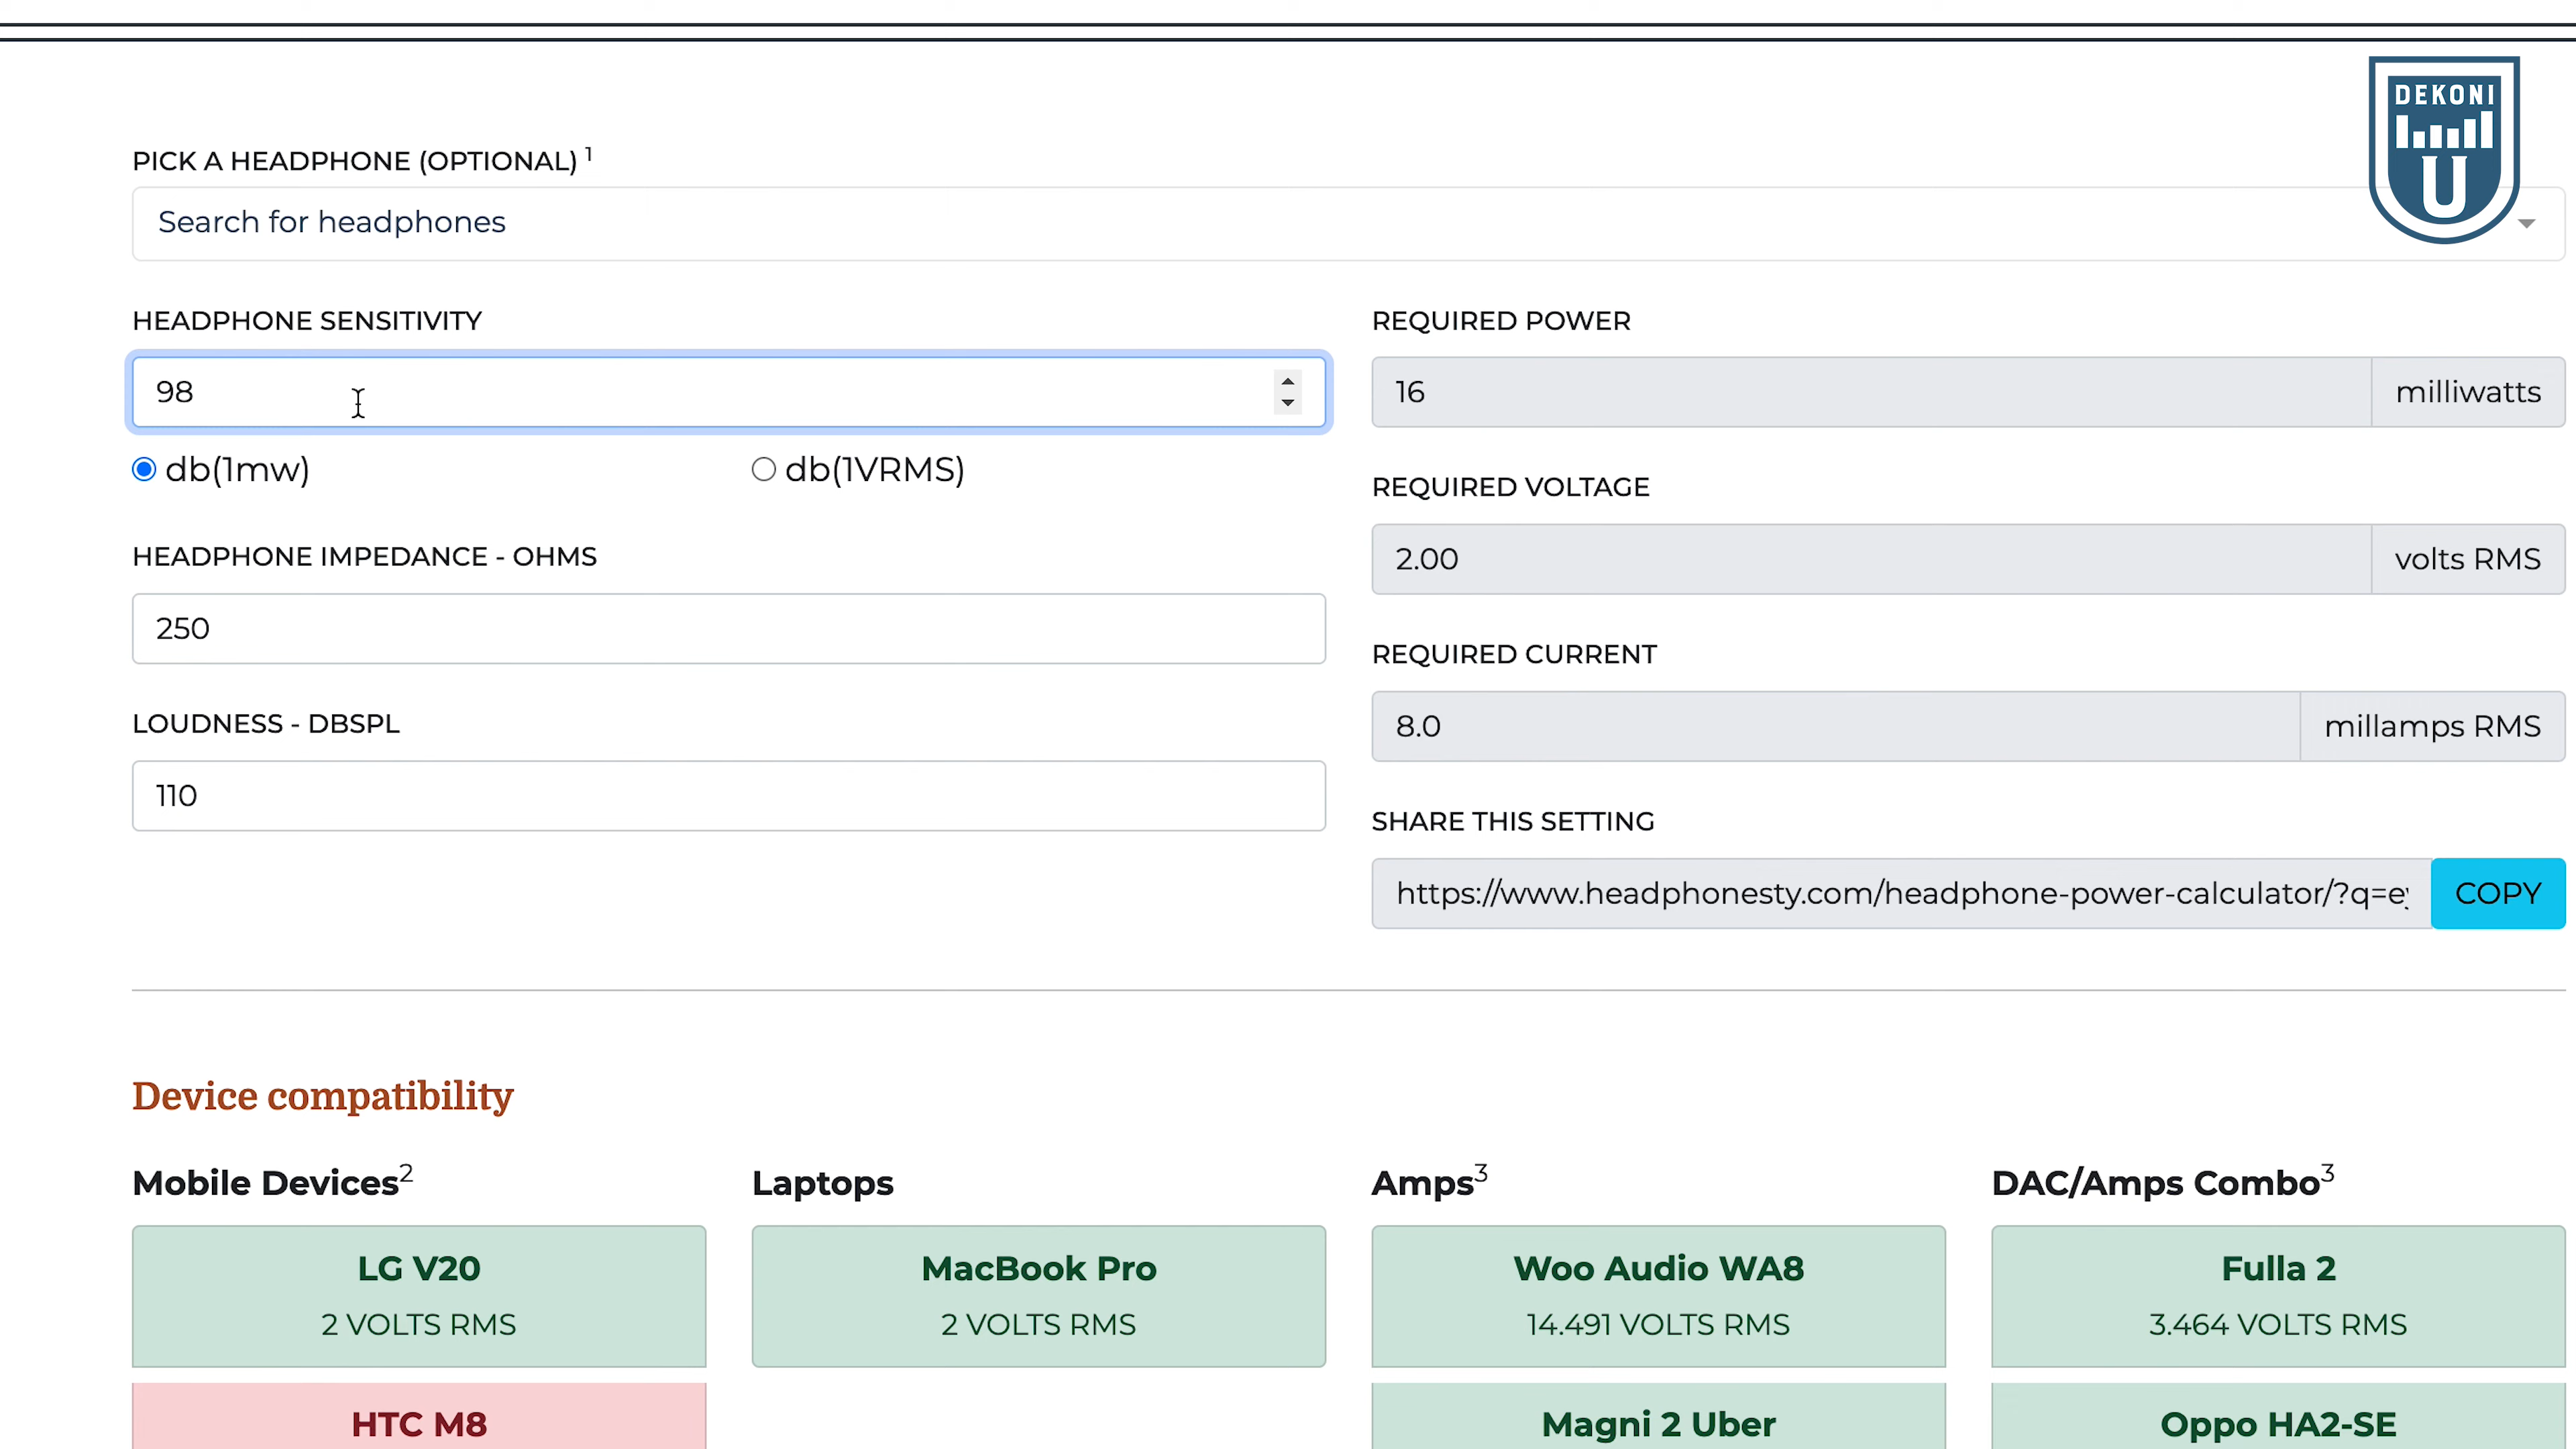 DEKONI
U
PICK A HEADPHONE (OPTIONAL) 1
Search for headphones
HEADPHONE SENSITIVITY
98
db(1mw)
db(1VRMS)
HEADPHONE IMPEDANCE - OHMS
250
LOUDNESS - DBSPL
110
REQUIRED POWER
16 milliwatts
REQUIRED VOLTAGE
2.00 volts RMS
REQUIRED CURRENT
8.0 millamps RMS
SHARE THIS SETTING
https://www.headphonesty.com/headphone-power-calculator/?q=ey COPY
Device compatibility
Mobile Devices2
LG V20
2 VOLTS RMS
HTC M8
Laptops
MacBook Pro
2 VOLTS RMS
Amps3
Woo Audio WA8
14.491 VOLTS RMS
Magni 2 Uber
DAC/Amps Combo3
Fulla 2
3.464 VOLTS RMS
Oppo HA2-SE